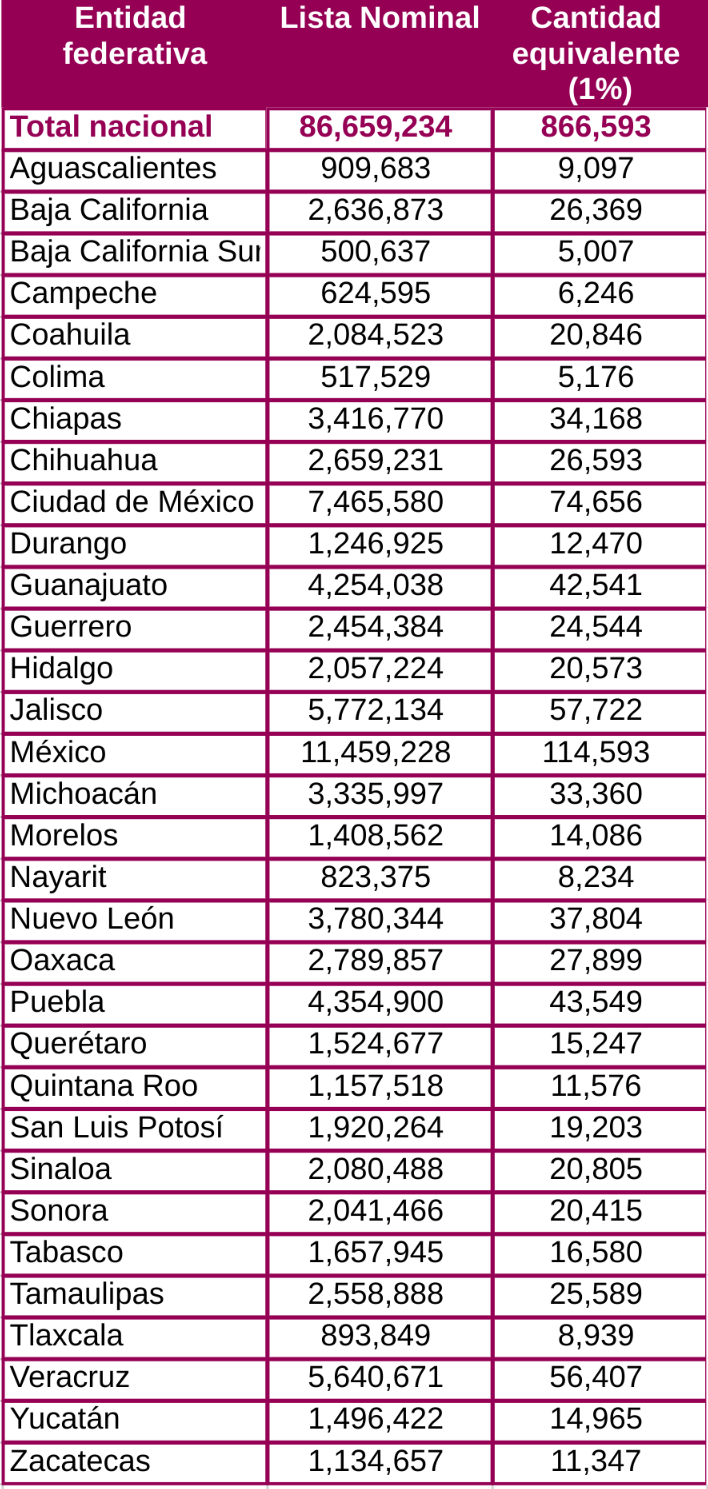 Entidad federativa Lista Nominal Cantidad equivalente (1%)
Total nacional 86,659,234 866,593
Aguascalientes 909,683 9,097
Baja California 2,636,873 26,369
Baja California Sur 500,637 5,007
Campeche 624,595 6,246
Coahuila 2,084,523 20,846
Colima 517,529 5,176
Chiapas 3,416,770 34,168
Chihuahua 2,659,231 26,593
Ciudad de México 7,465,580 74,656
Durango 1,246,925 12,470
Guanajuato 4,254,038 42,541
Guerrero 2,454,384 24,544
Hidalgo 2,057,224 20,573
Jalisco 5,772,134 57,722
México 11,459,228 114,593
Michoacán 3,335,997 33,360
Morelos 1,408,562 14,086
Nayarit 823,375 8,234
Nuevo León 3,780,344 37,804
Oaxaca 2,789,857 27,899
Puebla 4,354,900 43,549
Querétaro 1,524,677 15,247
Quintana Roo 1,157,518 11,576
San Luis Potosí 1,920,264 19,203
Sinaloa 2,080,488 20,805
Sonora 2,041,466 20,415
Tabasco 1,657,945 16,580
Tamaulipas 2,558,888 25,589
Tlaxcala 893,849 8,939
Veracruz 5,640,671 56,407
Yucatán 1,496,422 14,965
Zacatecas 1,134,657 11,347